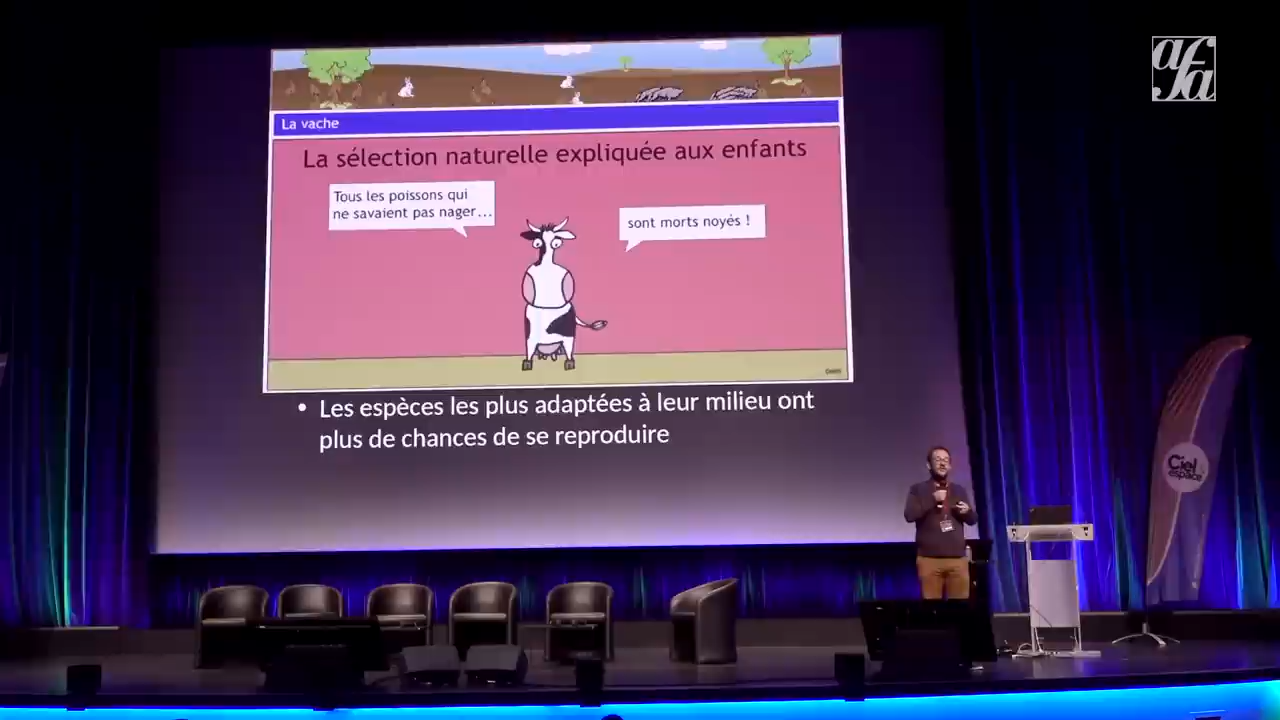 afa
La vache
La sélection naturelle expliquée aux enfants
Tous les poissons qui
ne savaient pas nager...
sont morts noyés !
• Les espèces les plus adaptées à leur milieu ont
plus de chances de se reproduire
Ciel
espace